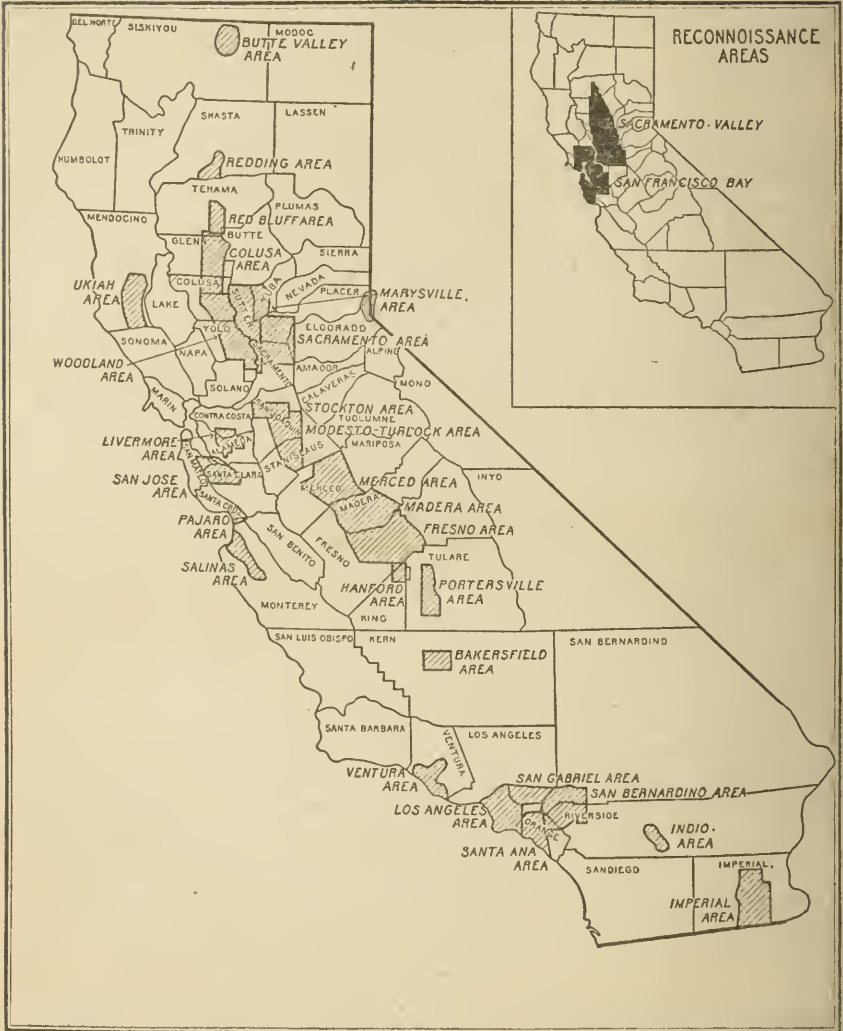 DEL NORTE
SISKIYOU
MODOC
BUTTE VALLEY
AREA
RECONNOISSANCE
AREAS
SACRAMENTO-VALLEY
SAN FRANCISCO BAY
SHASTA
LASSEN
TRINITY
HUMBOLOT
REDDING AREA
TEHAMA
PLUMAS
MENDOCINO
RED BLUFF AREA
GLENN
BUTTE
COLUSA
AREA
SIERRA
UKIAH
AREA
LAKE
COLUSA
SUTTER
YUBA
NEVADA
PLACER
MARYSVILLE.
AREA
SONOMA
NAPA
YOLO
ELDORADO
SACRAMENTO AREA
SACRAMENTO
ALPINE
WOODLAND
AREA
SOLANO
AMADOR
CALAVERAS
MONO
MARIN
CONTRA COSTA
SAN JOAQUIN
STOCKTON AREA
TUOLUMNE
MODESTO-TURLOCK AREA
MARIPOSA
LIVERMORE
AREA
ALAMEDA
STANISLAUS
SAN MATEO
SAN JOSE
AREA
SANTA CLARA
MERCED
MERCED AREA
INYO
SANTA CRUZ
MADERA
MADERA AREA
PAJARO
AREA
SAN BENITO
FRESNO
FRESNO AREA
SALINAS
AREA
TULARE
HANFORD
AREA
PORTERSVILLE
AREA
MONTEREY
KING
SAN LUIS OBISPO
KERN
SAN BERNARDINO
BAKERSFIELD
AREA
SANTA BARBARA
VENTURA
LOS ANGELES
VENTURA
AREA
SAN GABRIEL AREA
SAN BERNARDINO AREA
LOS ANGELES
AREA
ORANGE
RIVERSIDE
INDIO.
AREA
SANTA ANA
AREA
SANDIEGO
IMPERIAL.
IMPERIAL
AREA